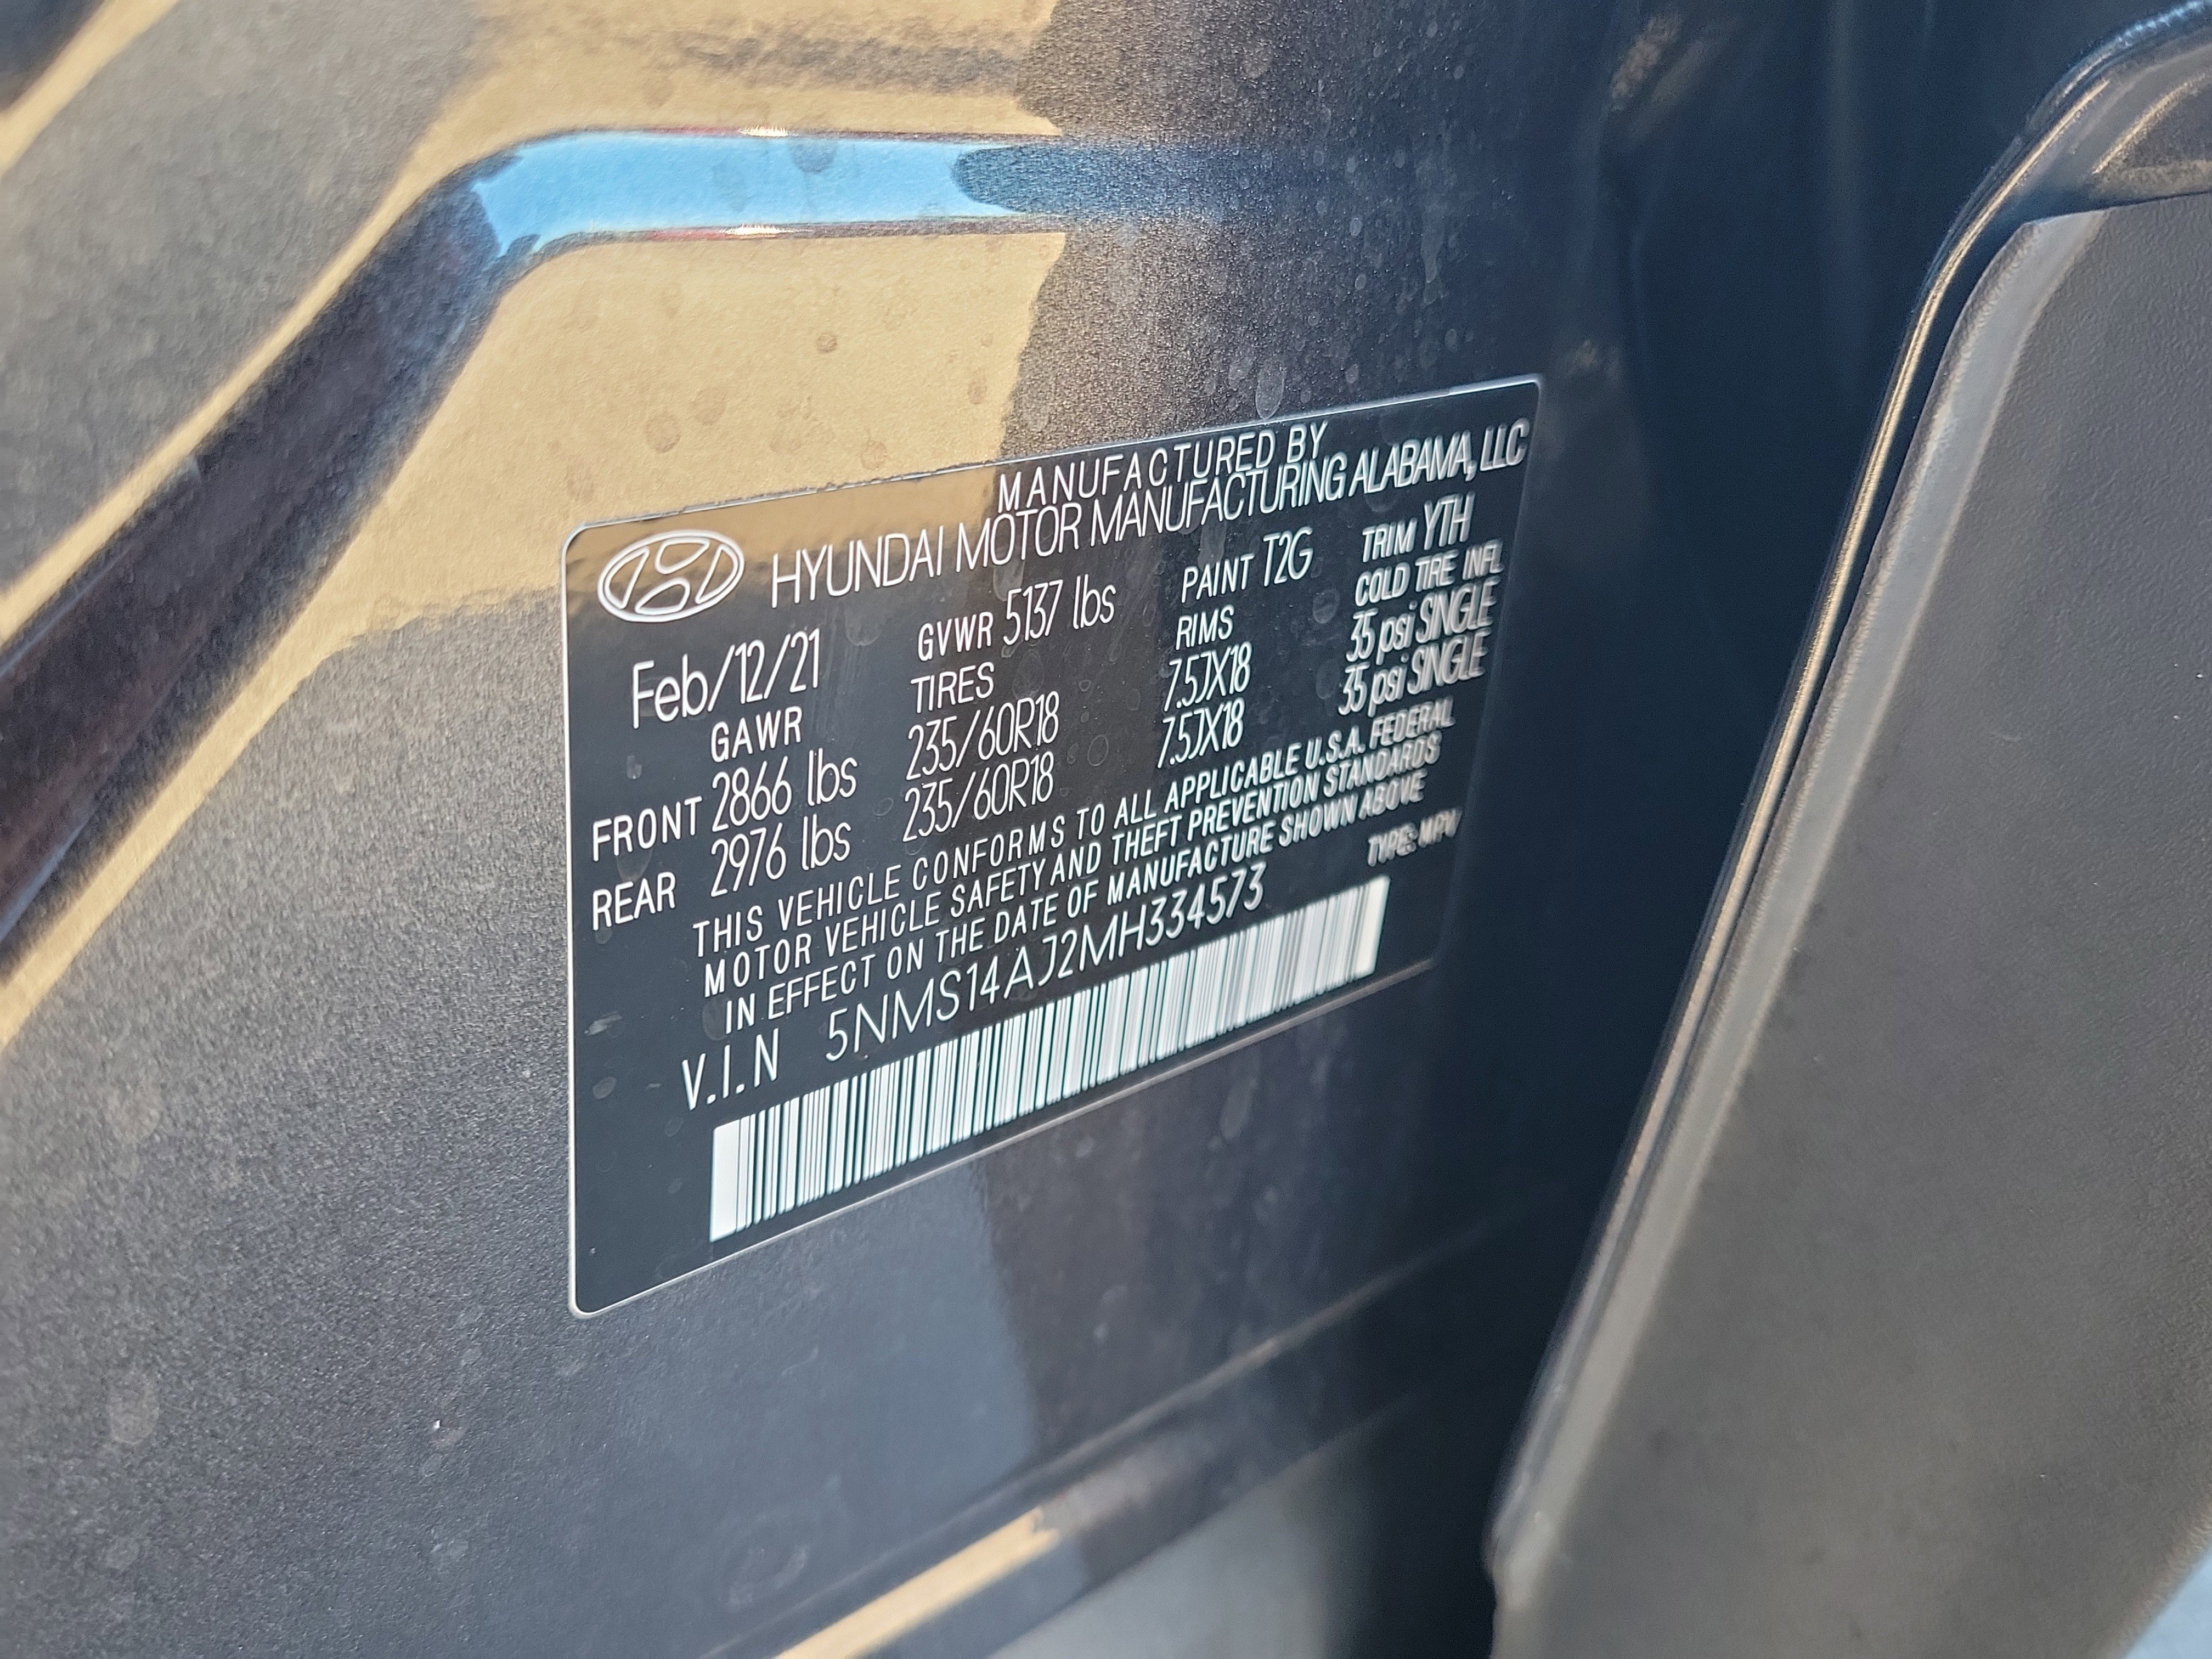 MANUFACTURED BY
HYUNDAI MOTOR MANUFACTURING ALABAMA, LLC
Feb/12/21 GVWR 5137 lbs PAINT T2G TRIM YTH
GAWR TIRES RIMS COLD TIRE INFL
FRONT 2866 lbs 235/60R18 7.5JX18 35 psi SINGLE
REAR 2976 lbs 235/60R18 7.5JX18 35 psi SINGLE
THIS VEHICLE CONFORMS TO ALL APPLICABLE U.S.A. FEDERAL
MOTOR VEHICLE SAFETY AND THEFT PREVENTION STANDARDS
IN EFFECT ON THE DATE OF MANUFACTURE SHOWN ABOVE
V.I.N 5NMS14AJ2MH334573 TYPE: MPV